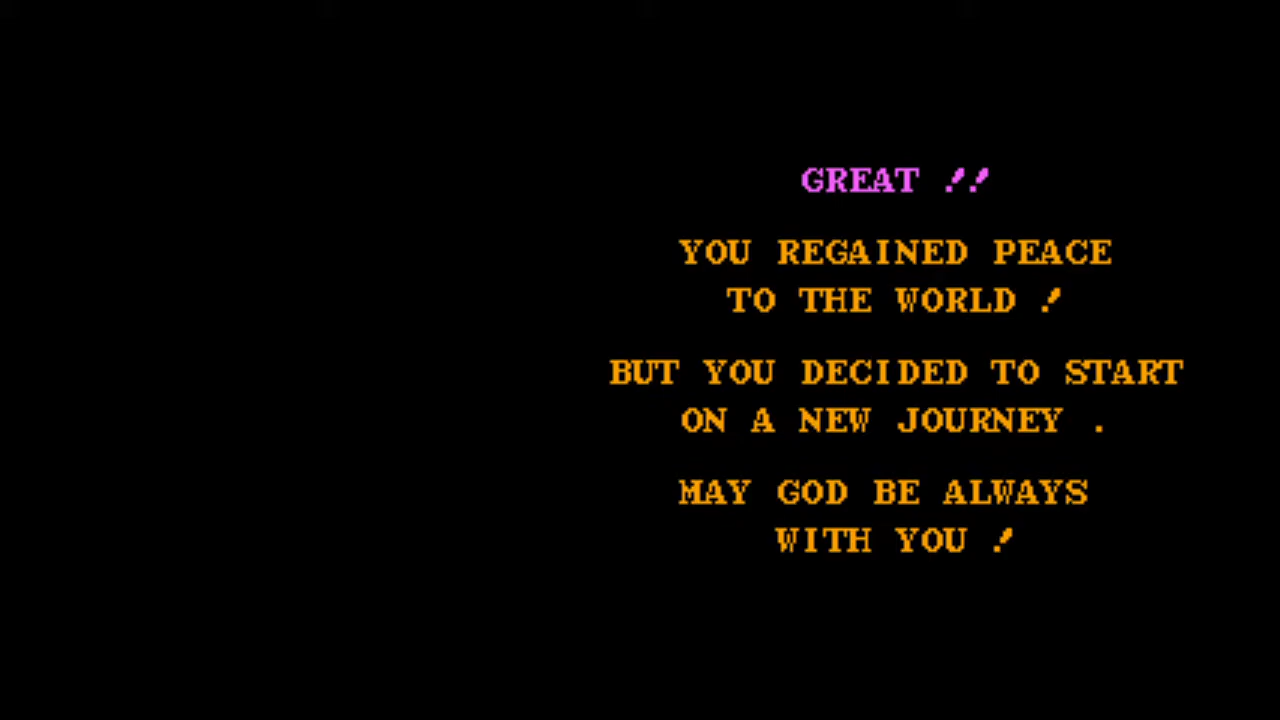 GREAT !!
YOU REGAINED PEACE
TO THE WORLD !
BUT YOU DECIDED TO START
ON A NEW JOURNEY .
MAY GOD BE ALWAYS
WITH YOU !